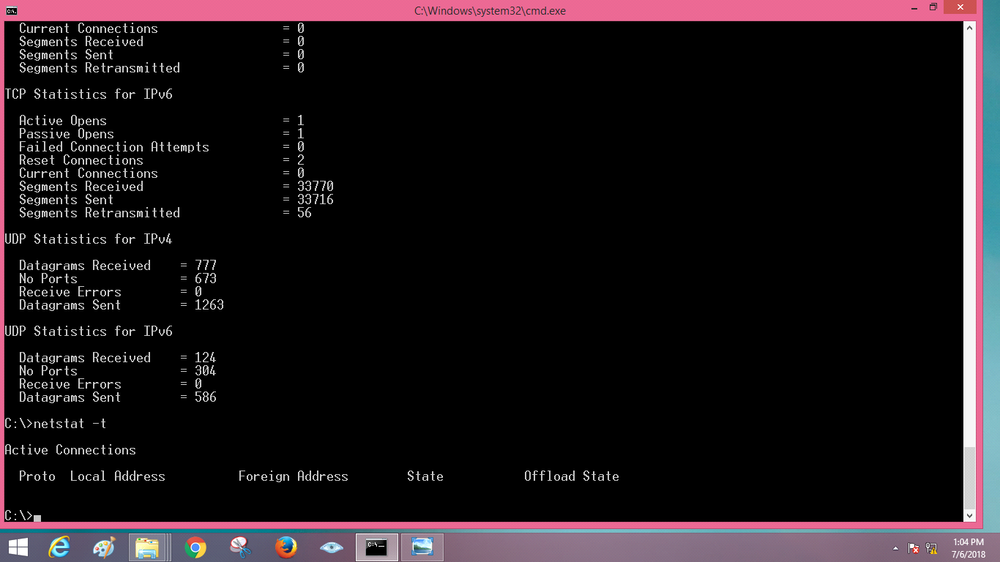 C:\Windows\system32\cmd.exe
Current Connections = 0
Segments Received = 0
Segments Sent = 0
Segments Retransmitted = 0
TCP Statistics for IPv6
Active Opens = 1
Passive Opens = 1
Failed Connection Attempts = 0
Reset Connections = 2
Current Connections = 0
Segments Received = 33770
Segments Sent = 33716
Segments Retransmitted = 56
UDP Statistics for IPv4
Datagrams Received = 777
No Ports = 673
Receive Errors = 0
Datagrams Sent = 1263
UDP Statistics for IPv6
Datagrams Received = 124
No Ports = 304
Receive Errors = 0
Datagrams Sent = 586
C:\>netstat -t
Active Connections
Proto Local Address Foreign Address State Offload State
C:\>
1:04 PM
7/6/2018